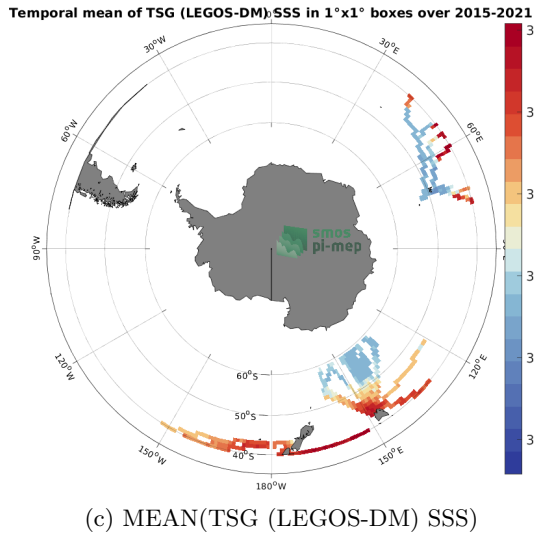 Temporal mean of TSG (LEGOS-DM) SSS in 1°x1° boxes over 2015-2021
30°W
30°E
60°W
60°E
90°W
smos
pi-mep
120°W
120°E
60°S
50°S
40°S
150°W
150°E
180°W
3
3
3
3
3
3
(c) MEAN(TSG (LEGOS-DM) SSS)